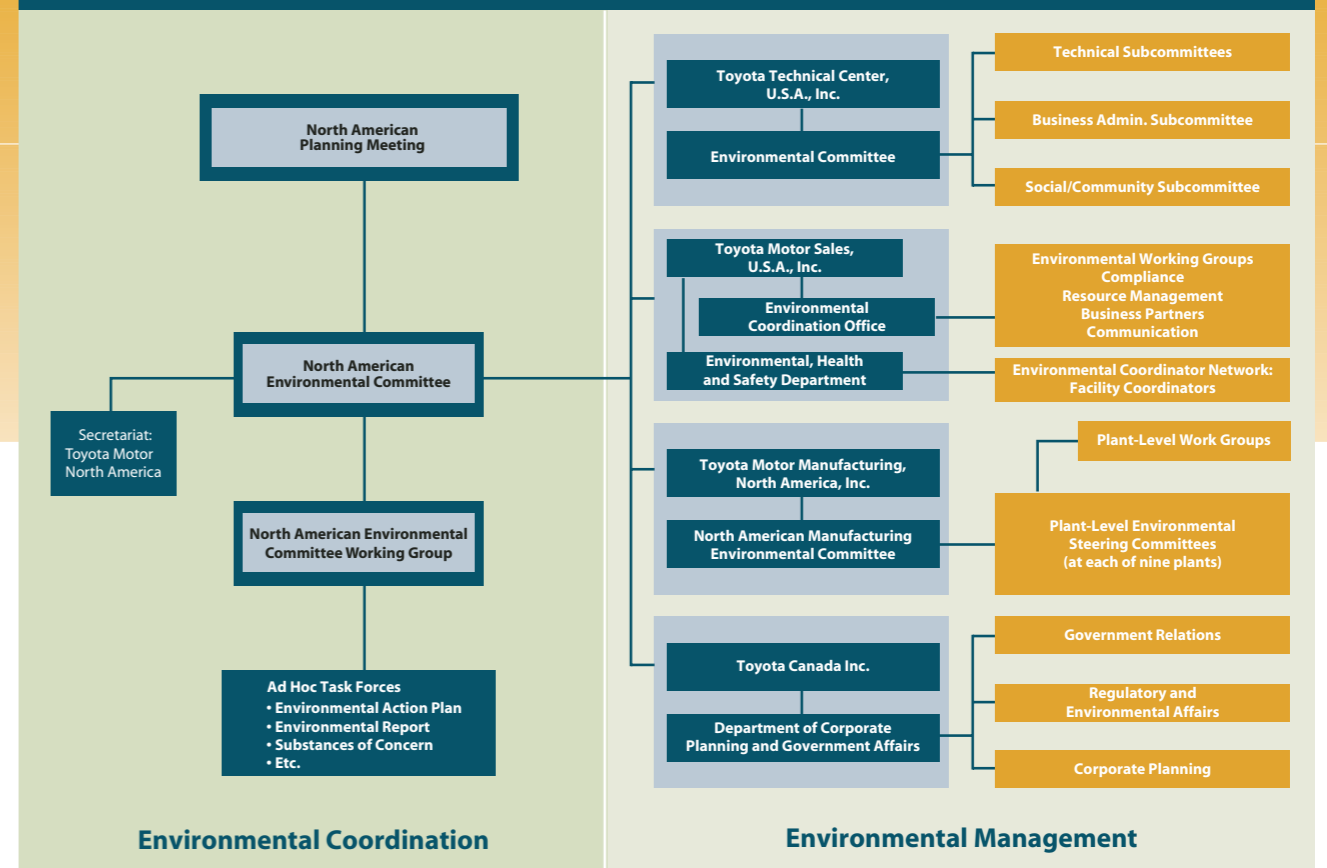 North American
Planning Meeting
North American
Environmental Committee
Secretariat:
Toyota Motor
North America
North American Environmental
Committee Working Group
Ad Hoc Task Forces
• Environmental Action Plan
• Environmental Report
• Substances of Concern
• Etc.
Environmental Coordination
Toyota Technical Center,
U.S.A., Inc.
Environmental Committee
Technical Subcommittees
Business Admin. Subcommittee
Social/Community Subcommittee
Toyota Motor Sales,
U.S.A., Inc.
Environmental
Coordination Office
Environmental, Health
and Safety Department
Environmental Working Groups
Compliance
Resource Management
Business Partners
Communication
Environmental Coordinator Network:
Facility Coordinators
Toyota Motor Manufacturing,
North America, Inc.
North American Manufacturing
Environmental Committee
Plant-Level Work Groups
Plant-Level Environmental
Steering Committees
(at each of nine plants)
Toyota Canada Inc.
Department of Corporate
Planning and Government Affairs
Government Relations
Regulatory and
Environmental Affairs
Corporate Planning
Environmental Management